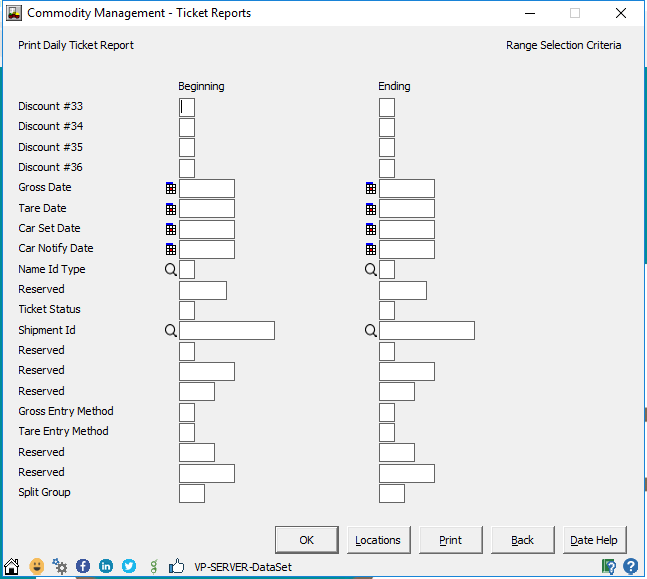 Commodity Management - Ticket Reports
Print Daily Ticket Report Range Selection Criteria
Beginning Ending
Discount #33
Discount #34
Discount #35
Discount #36
Gross Date
Tare Date
Car Set Date
Car Notify Date
Name Id Type
Reserved
Ticket Status
Shipment Id
Reserved
Reserved
Reserved
Gross Entry Method
Tare Entry Method
Reserved
Reserved
Split Group
OK Locations Print Back Date Help
VP-SERVER-DataSet